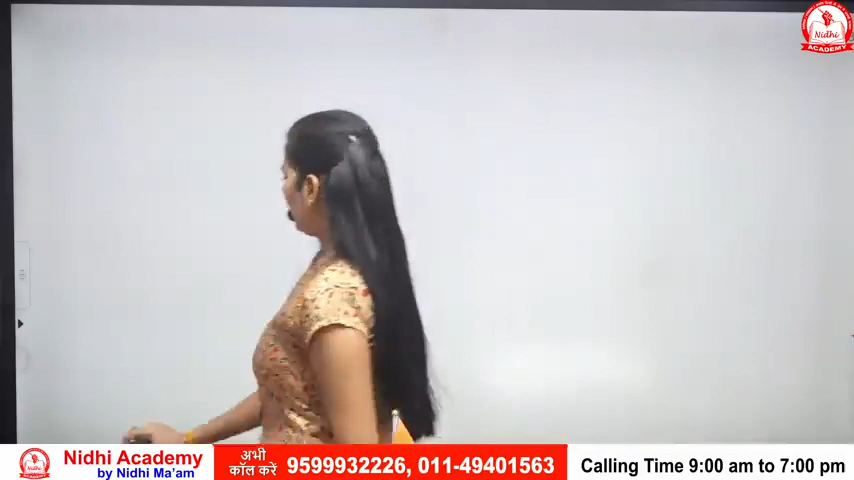 Nidhi
ACADEMY
Nidhi Academy
by Nidhi Ma'am
अभी
कॉल करें
9599932226, 011-49401563
Calling Time 9:00 am to 7:00 pm